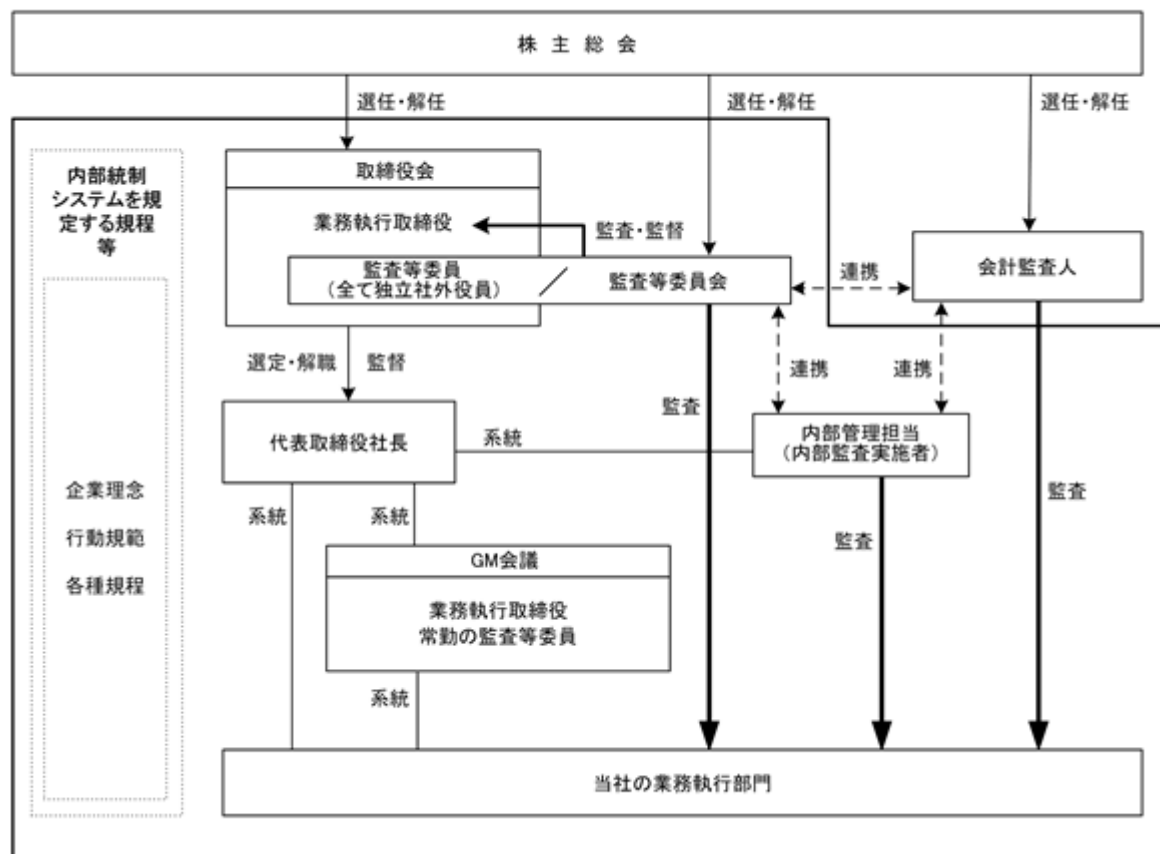 株主総会
選任・解任
選任・解任
選任・解任
内部統制
システムを規
定する規程
等
取締役会
業務執行取締役
監査・監督
監査等委員
（全て独立社外役員）
監査等委員会
連携
会計監査人
選定・解職
監督
連携
連携
監査
代表取締役社長
系統
内部管理担当
（内部監査実施者）
企業理念
行動規範
各種規程
系統
系統
監査
監査
GM会議
業務執行取締役
常勤の監査等委員
系統
当社の業務執行部門